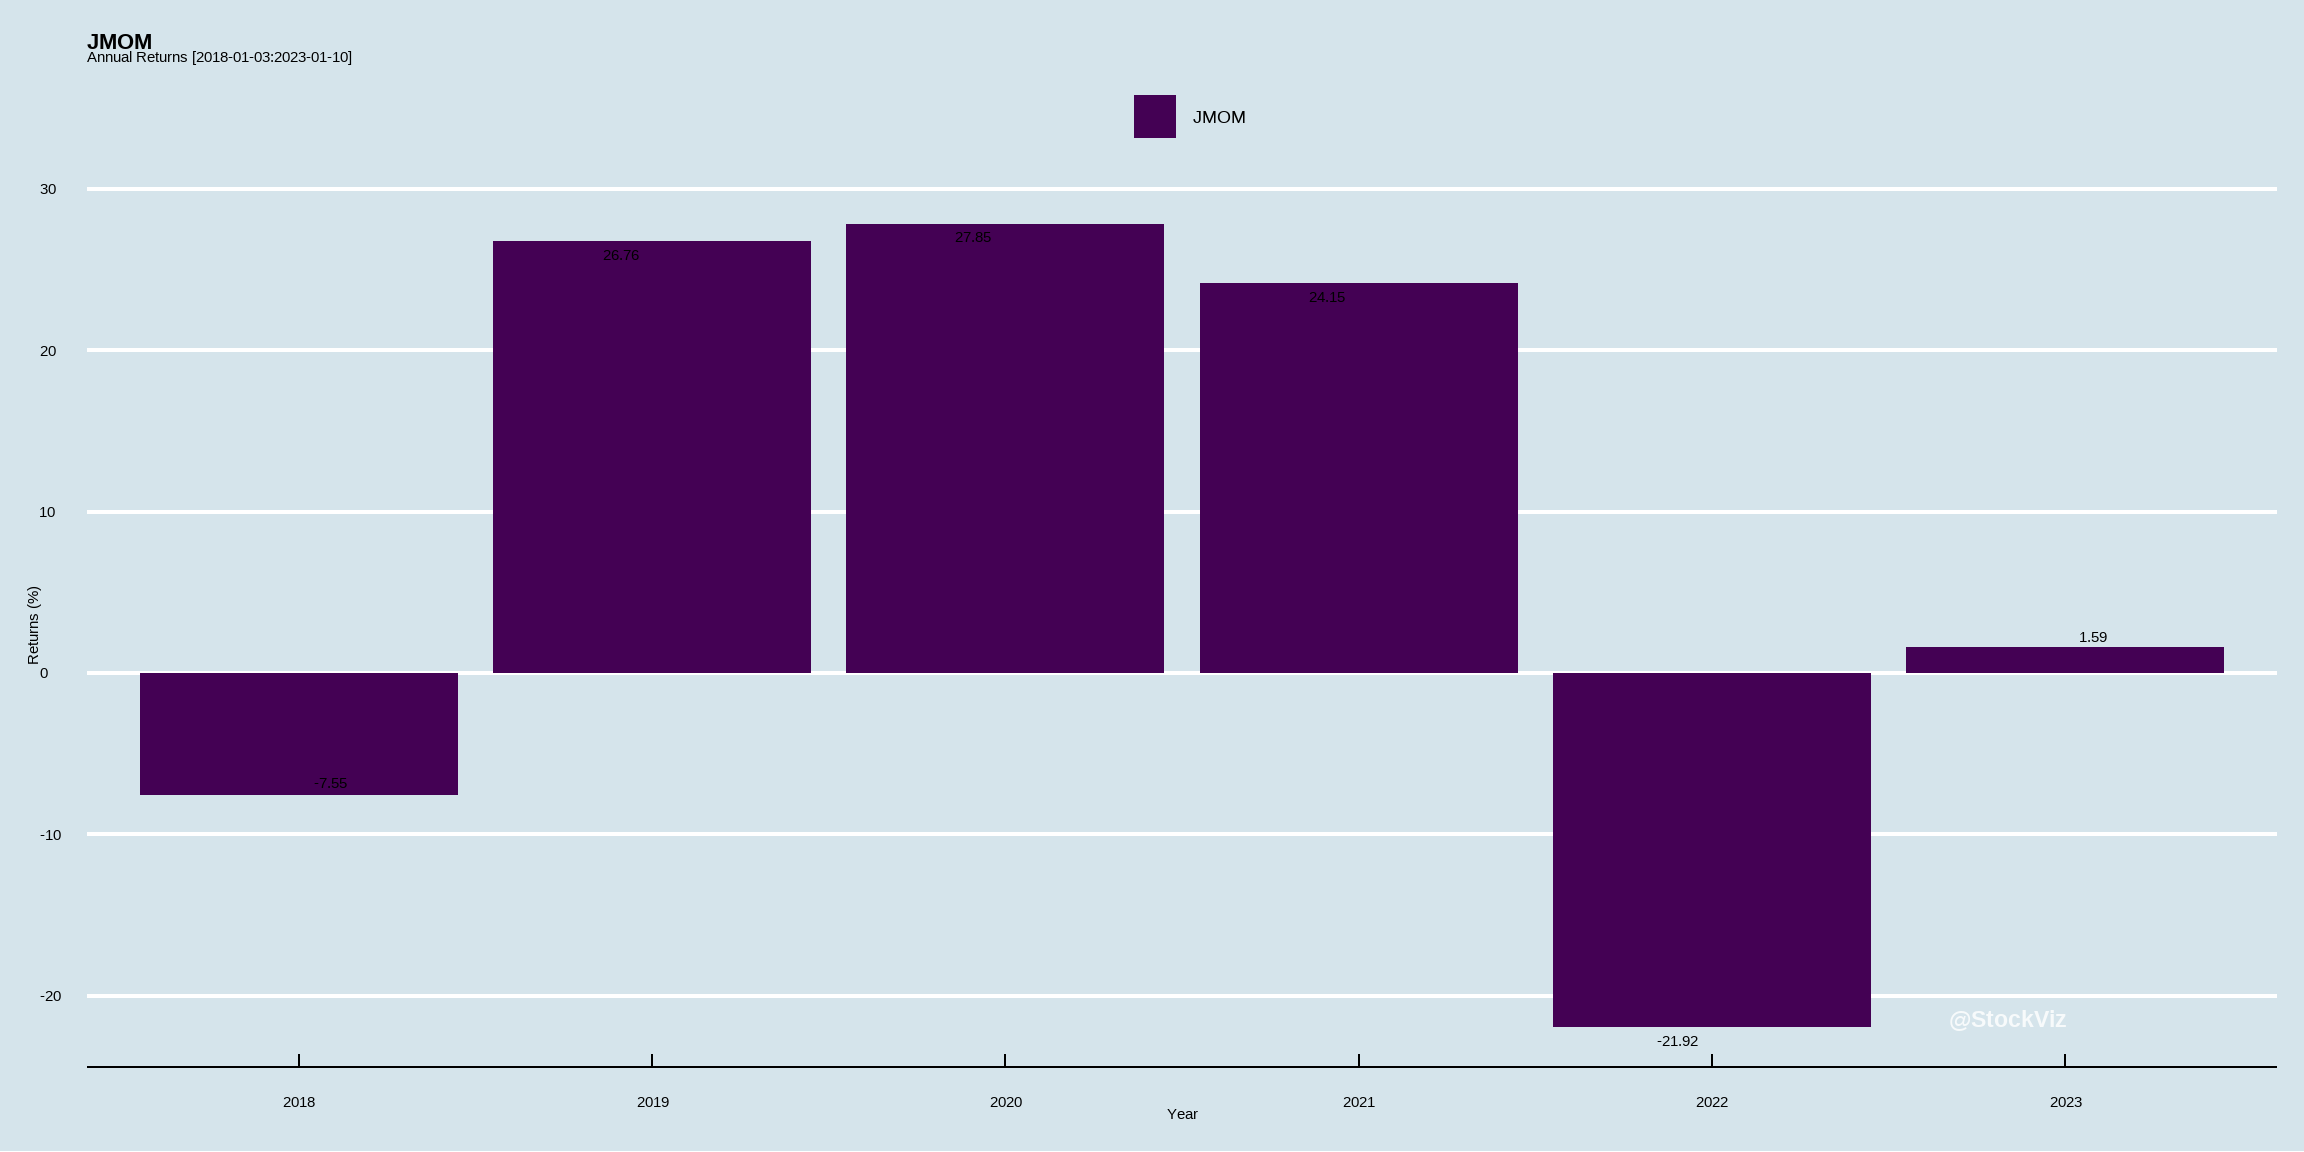 JMOM
Annual Returns [2018-01-03:2023-01-10]
JMOM
30
27.85
26.76
24.15
20
10
Returns (%)
1.59
0
-7.55
-10
-20
@StockViz
-21.92
2018 2019 2020 2021 2022 2023
Year